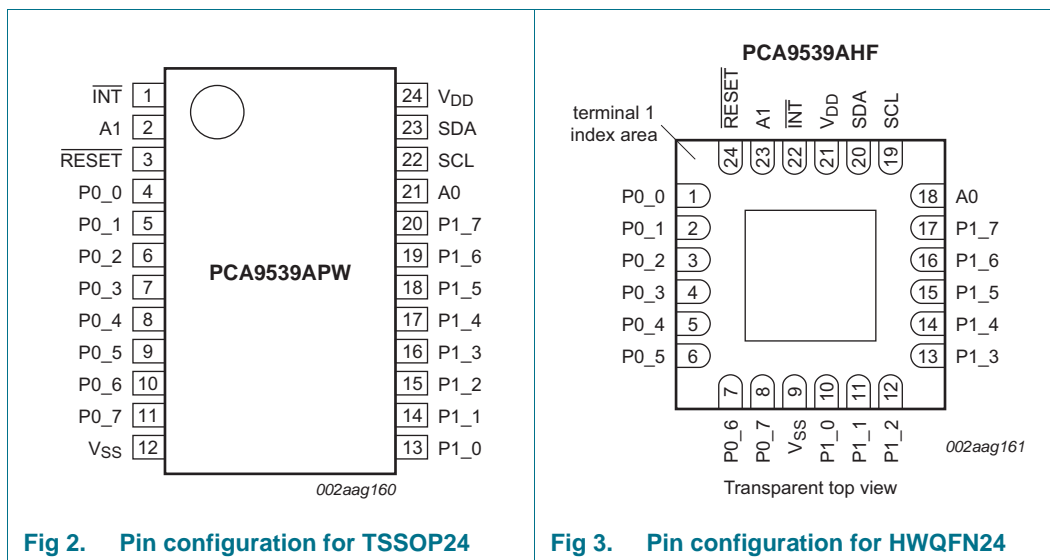 INT 1
A1 2
RESET 3
P0_0 4
P0_1 5
P0_2 6
P0_3 7
P0_4 8
P0_5 9
P0_6 10
P0_7 11
VSS 12
PCA9539APW
24 VDD
23 SDA
22 SCL
21 A0
20 P1_7
19 P1_6
18 P1_5
17 P1_4
16 P1_3
15 P1_2
14 P1_1
13 P1_0
002aag160
Fig 2. Pin configuration for TSSOP24
PCA9539AHF
terminal 1
index area
RESET A1 INT VDD SDA SCL
24 23 22 21 20 19
P0_0 1
P0_1 2
P0_2 3
P0_3 4
P0_4 5
P0_5 6
18 A0
17 P1_7
16 P1_6
15 P1_5
14 P1_4
13 P1_3
7 8 9 10 11 12
P0_6 P0_7 VSS P1_0 P1_1 P1_2
002aag161
Transparent top view
Fig 3. Pin configuration for HWQFN24